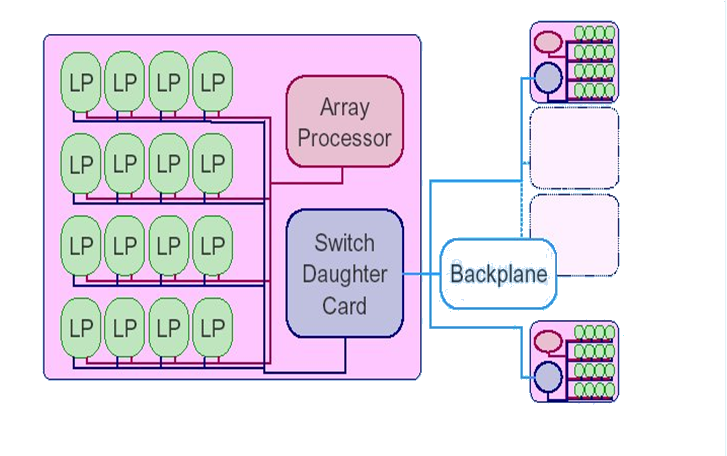 LP LP LP LP
Array
Processor
LP LP LP LP
LP LP LP LP
Switch
Daughter
Card
Backplane
LP LP LP LP